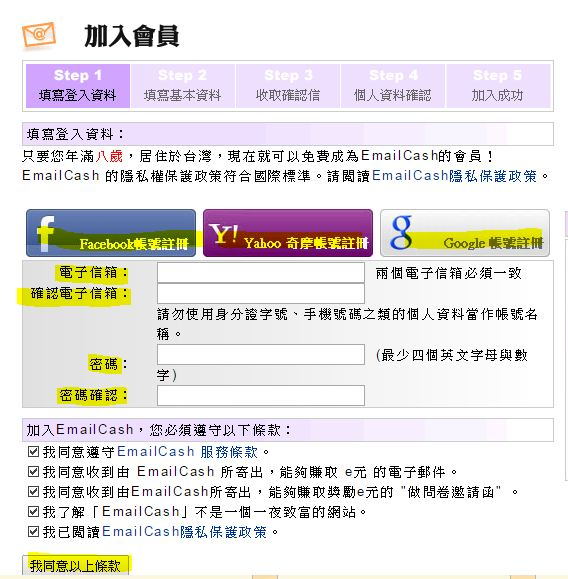 加入會員
Step 1 Step 2 Step 3 Step 4 Step 5
填寫登入資料 填寫基本資料 收取確認信 個人資料確認 加入成功
填寫登入資料：
只要您年滿八歲，居住於台灣，現在就可以免費成為EmailCash的會員！
EmailCash 的隱私權保護政策符合國際標準。請閱讀EmailCash隱私保護政策。
f Facebook帳號註冊 Y! Yahoo 奇摩帳號註冊 g Google 帳號註冊
電子信箱： 兩個電子信箱必須一致
確認電子信箱：
請勿使用身分證字號、手機號碼之類的個人資料當作帳號名
稱。
密碼： (最少四個英文字母與數
字)
密碼確認：
加入EmailCash，您必須遵守以下條款：
我同意遵守EmailCash 服務條款。
我同意收到由 EmailCash 所寄出，能夠賺取 e元 的電子郵件。
我同意收到由EmailCash所寄出，能夠賺取獎勵e元的 "做問卷邀請函" 。
我了解「EmailCash」不是一個一夜致富的網站。
我已閱讀EmailCash隱私保護政策。
我同意以上條款